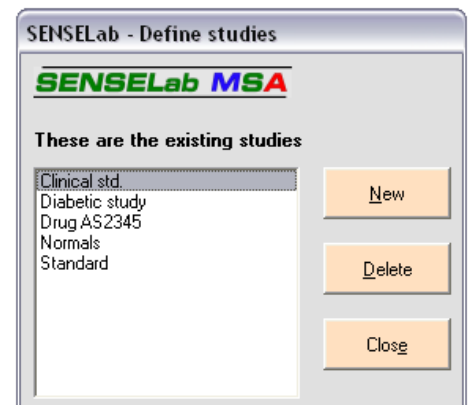 SENSELab - Define studies
SENSELab MSA
These are the existing studies
Clinical std.
Diabetic study
Drug AS2345
Normals
Standard
New
Delete
Close